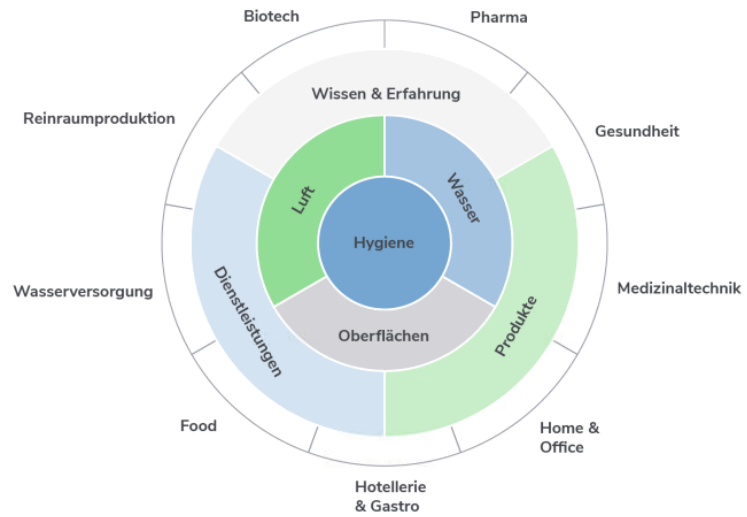 Biotech
Pharma
Wissen & Erfahrung
Reinraumproduktion
Gesundheit
Luft
Wasser
Hygiene
Wasserversorgung
Medizinaltechnik
Dienstleistungen
Produkte
Oberflächen
Food
Home &
Office
Hotellerie
& Gastro